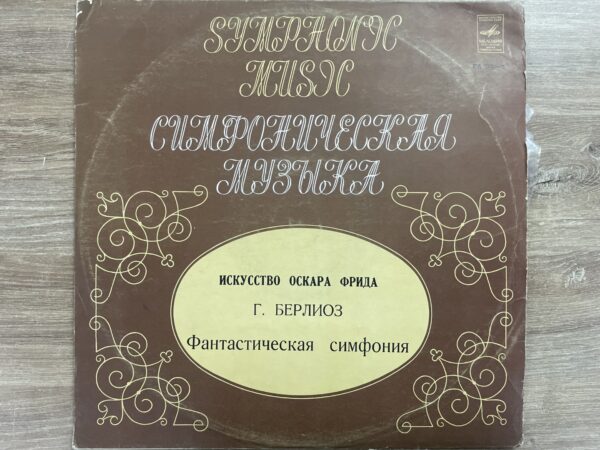 SYMPHONIC
MUSIC
СИМФОНИЧЕСКАЯ
МУЗЫКА
ИСКУССТВО ОСКАРА ФРИДА
Г. БЕРЛИОЗ
Фантастическая симфония